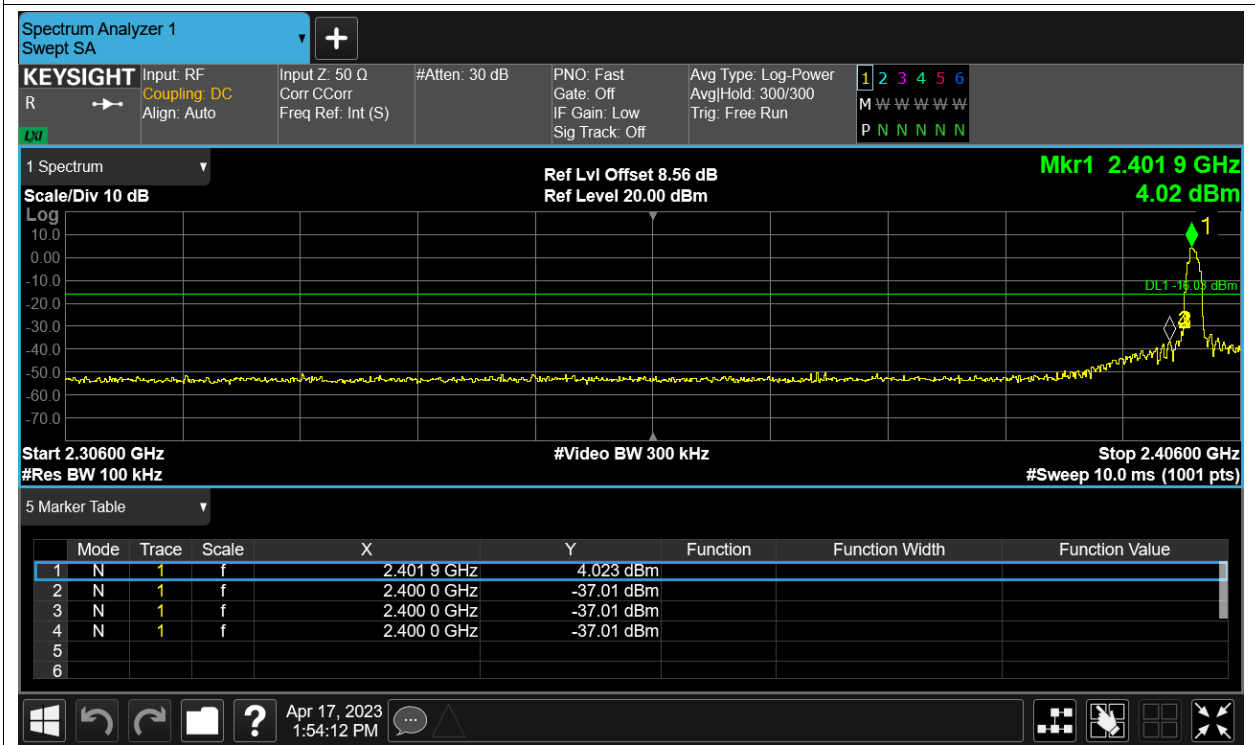 Spectrum Analyzer 1
Swept SA
KEYSIGHT
R
LXI
Input: RF
Coupling: DC
Align: Auto
Input Z: 50 Ω
Corr CCorr
Freq Ref: Int (S)
#Atten: 30 dB
PNO: Fast
Gate: Off
IF Gain: Low
Sig Track: Off
Avg Type: Log-Power
Avg|Hold: 300/300
Trig: Free Run
1 2 3 4 5 6
M W W W W W
P N N N N N
1 Spectrum
Scale/Div 10 dB
Ref Lvl Offset 8.56 dB
Ref Level 20.00 dBm
Mkr1 2.401 9 GHz
4.02 dBm
Log
10.0
0.00
-10.0
-20.0
-30.0
-40.0
-50.0
-60.0
-70.0
1
DL1 -16.03 dBm
Start 2.30600 GHz
#Res BW 100 kHz
#Video BW 300 kHz
Stop 2.40600 GHz
#Sweep 10.0 ms (1001 pts)
5 Marker Table
Mode Trace Scale X Y Function Function Width Function Value
1 N 1 f 2.401 9 GHz 4.023 dBm
2 N 1 f 2.400 0 GHz -37.01 dBm
3 N 1 f 2.400 0 GHz -37.01 dBm
4 N 1 f 2.400 0 GHz -37.01 dBm
5
6
?
Apr 17, 2023
1:54:12 PM